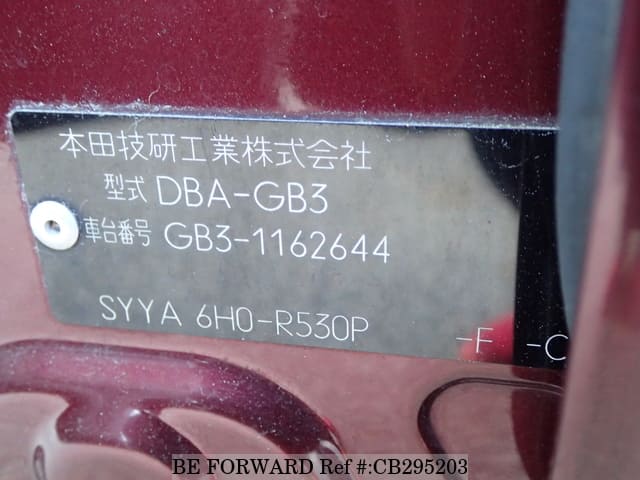 本田技研工業株式会社
型式 DBA-GB3
車台番号 GB3-1162644
SYYA 6H0-R530P -F -C
BE FORWARD Ref #:CB295203